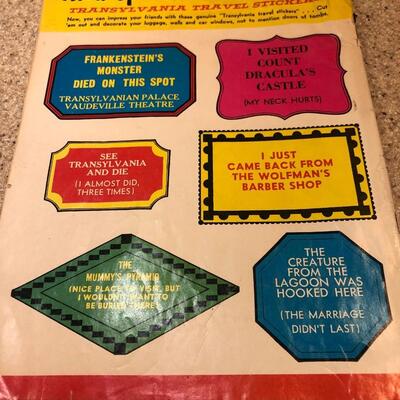 TRANSYLVANIA TRAVEL STICKERS
Now, you can impress your friends with these genuine "Transylvania travel stickers" . . . Cut
'em out and decorate your luggage, walls and car windows, not to mention doors of tombs.
FRANKENSTEIN'S
MONSTER
DIED ON THIS SPOT
TRANSYLVANIAN PALACE
VAUDEVILLE THEATRE
I VISITED
COUNT
DRACULA'S
CASTLE
(MY NECK HURTS)
SEE
TRANSYLVANIA
AND DIE
(I ALMOST DID,
THREE TIMES)
I JUST
CAME BACK FROM
THE WOLFMAN'S
BARBER SHOP
THE
MUMMY'S PYRAMID
(NICE PLACE TO VISIT, BUT
I WOULDN'T WANT TO
BE BURIED THERE)
THE
CREATURE
FROM THE
LAGOON WAS
HOOKED HERE
(THE MARRIAGE
DIDN'T LAST)